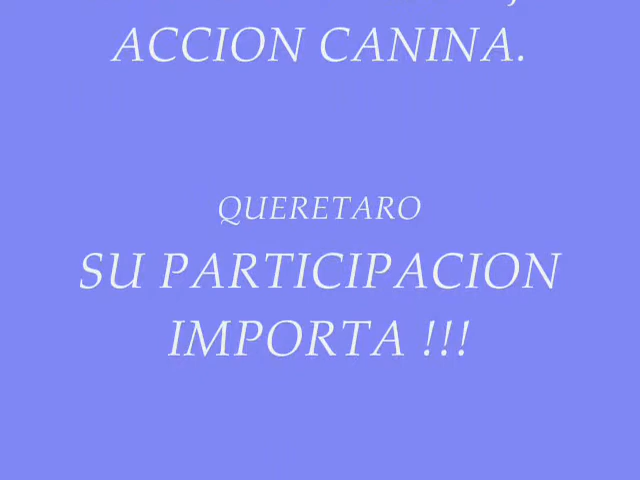 ACCION CANINA.
QUERETARO
SU PARTICIPACION
IMPORTA !!!